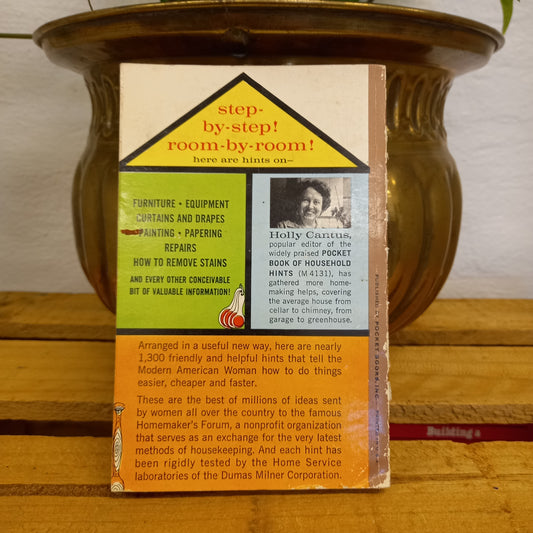 step-
by-step!
room-by-room!
here are hints on—
FURNITURE • EQUIPMENT
CURTAINS AND DRAPES
PAINTING • PAPERING
REPAIRS
HOW TO REMOVE STAINS
AND EVERY OTHER CONCEIVABLE
BIT OF VALUABLE INFORMATION!
Holly Cantus,
popular editor of the
widely praised POCKET
BOOK OF HOUSEHOLD
HINTS (M 4131), has
gathered more home-
making helps, covering
the average house from
cellar to chimney, from
garage to greenhouse.
Arranged in a useful new way, here are nearly
1,300 friendly and helpful hints that tell the
Modern American Woman how to do things
easier, cheaper and faster.
These are the best of millions of ideas sent
by women all over the country to the famous
Homemaker's Forum, a nonprofit organization
that serves as an exchange for the very latest
methods of housekeeping. And each hint has
been rigidly tested by the Home Service
laboratories of the Dumas Milner Corporation.
POCKET BOOKS, INC.
Building a